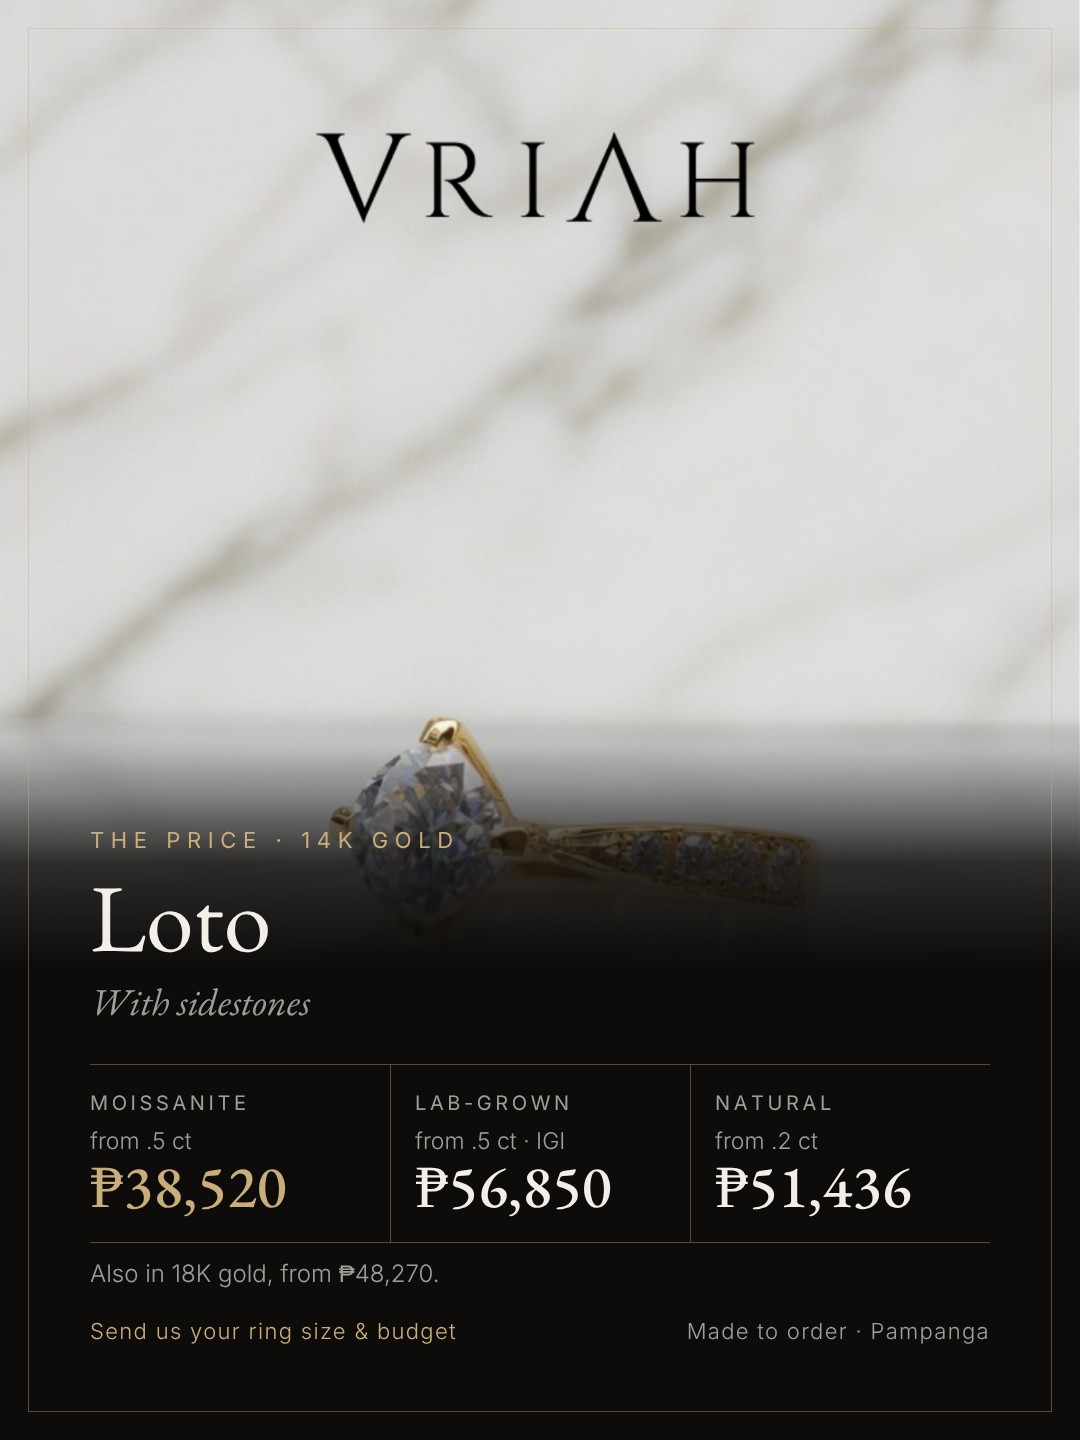 VRIAH
THE PRICE · 14K GOLD
Loto
With sidestones
MOISSANITE
from .5 ct
₱38,520
LAB-GROWN
from .5 ct · IGI
₱56,850
NATURAL
from .2 ct
₱51,436
Also in 18K gold, from ₱48,270.
Send us your ring size & budget
Made to order · Pampanga